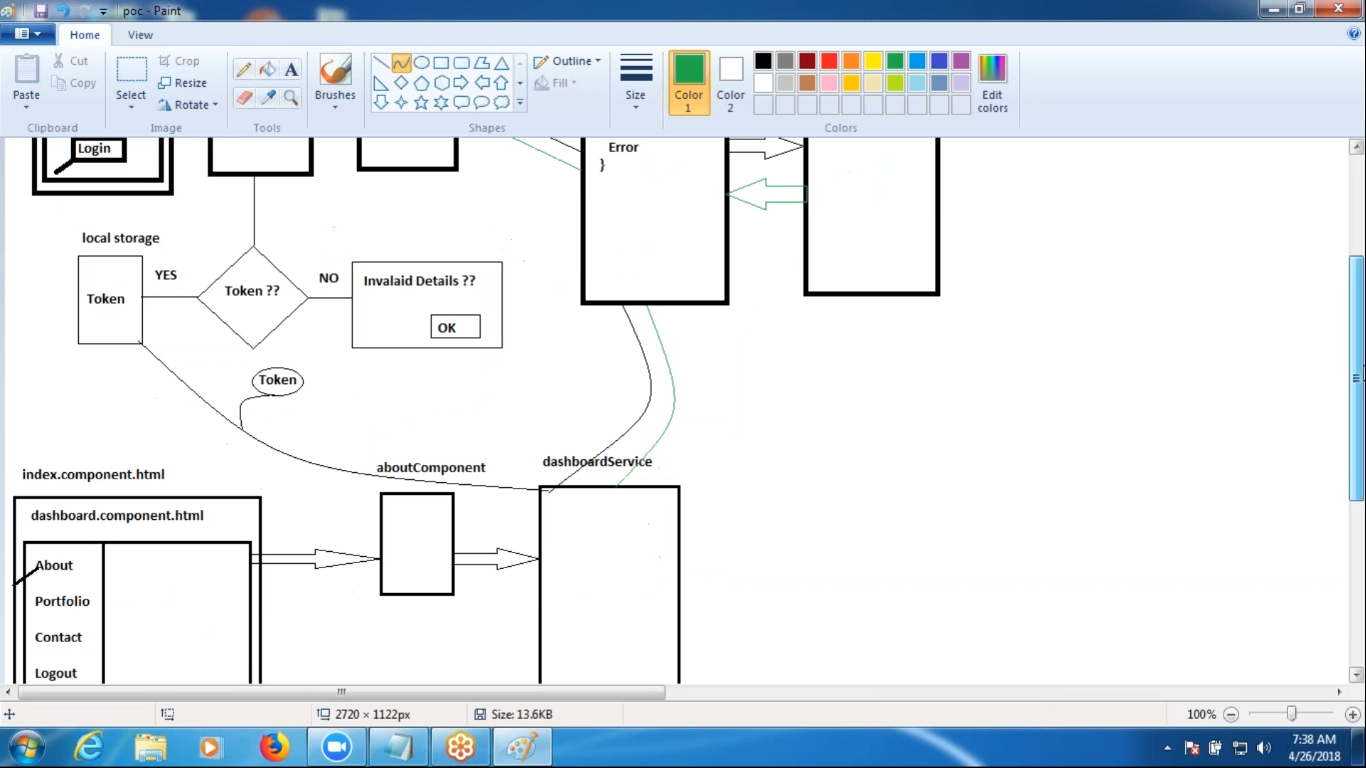 poc - Paint
Home
View
Paste
Cut
Copy
Clipboard
Select
Crop
Resize
Rotate
Image
A
Tools
Brushes
Outline
Fill
Shapes
Size
Color
1
Color
2
Edit
colors
Colors
Login
Error
}
local storage
Token
YES
Token ??
NO
Invalaid Details ??
OK
Token
index.component.html
aboutComponent
dashboardService
dashboard.component.html
About
Portfolio
Contact
Logout
2720 × 1122px
Size: 13.6KB
100%
7:38 AM
4/26/2018